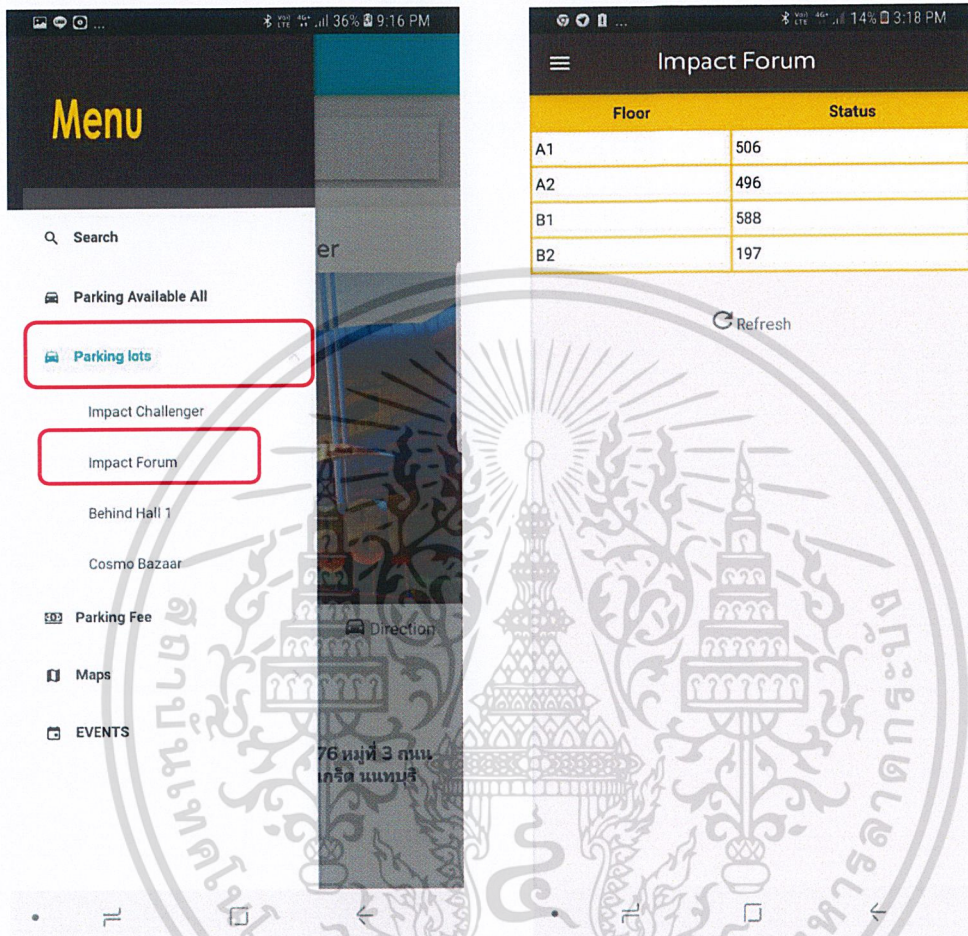 Voll LTE 4G+ 36% 9:16 PM
Menu
Search
Parking Available All
Parking lots
Impact Challenger
Impact Forum
Behind Hall 1
Cosmo Bazaar
Parking Fee
Maps
EVENTS
er
Direction
76 หมู่ที่ 3 ถนน
เกร็ด นนทบุรี
14% 3:18 PM
Impact Forum
Floor Status
A1 506
A2 496
B1 588
B2 197
Refresh